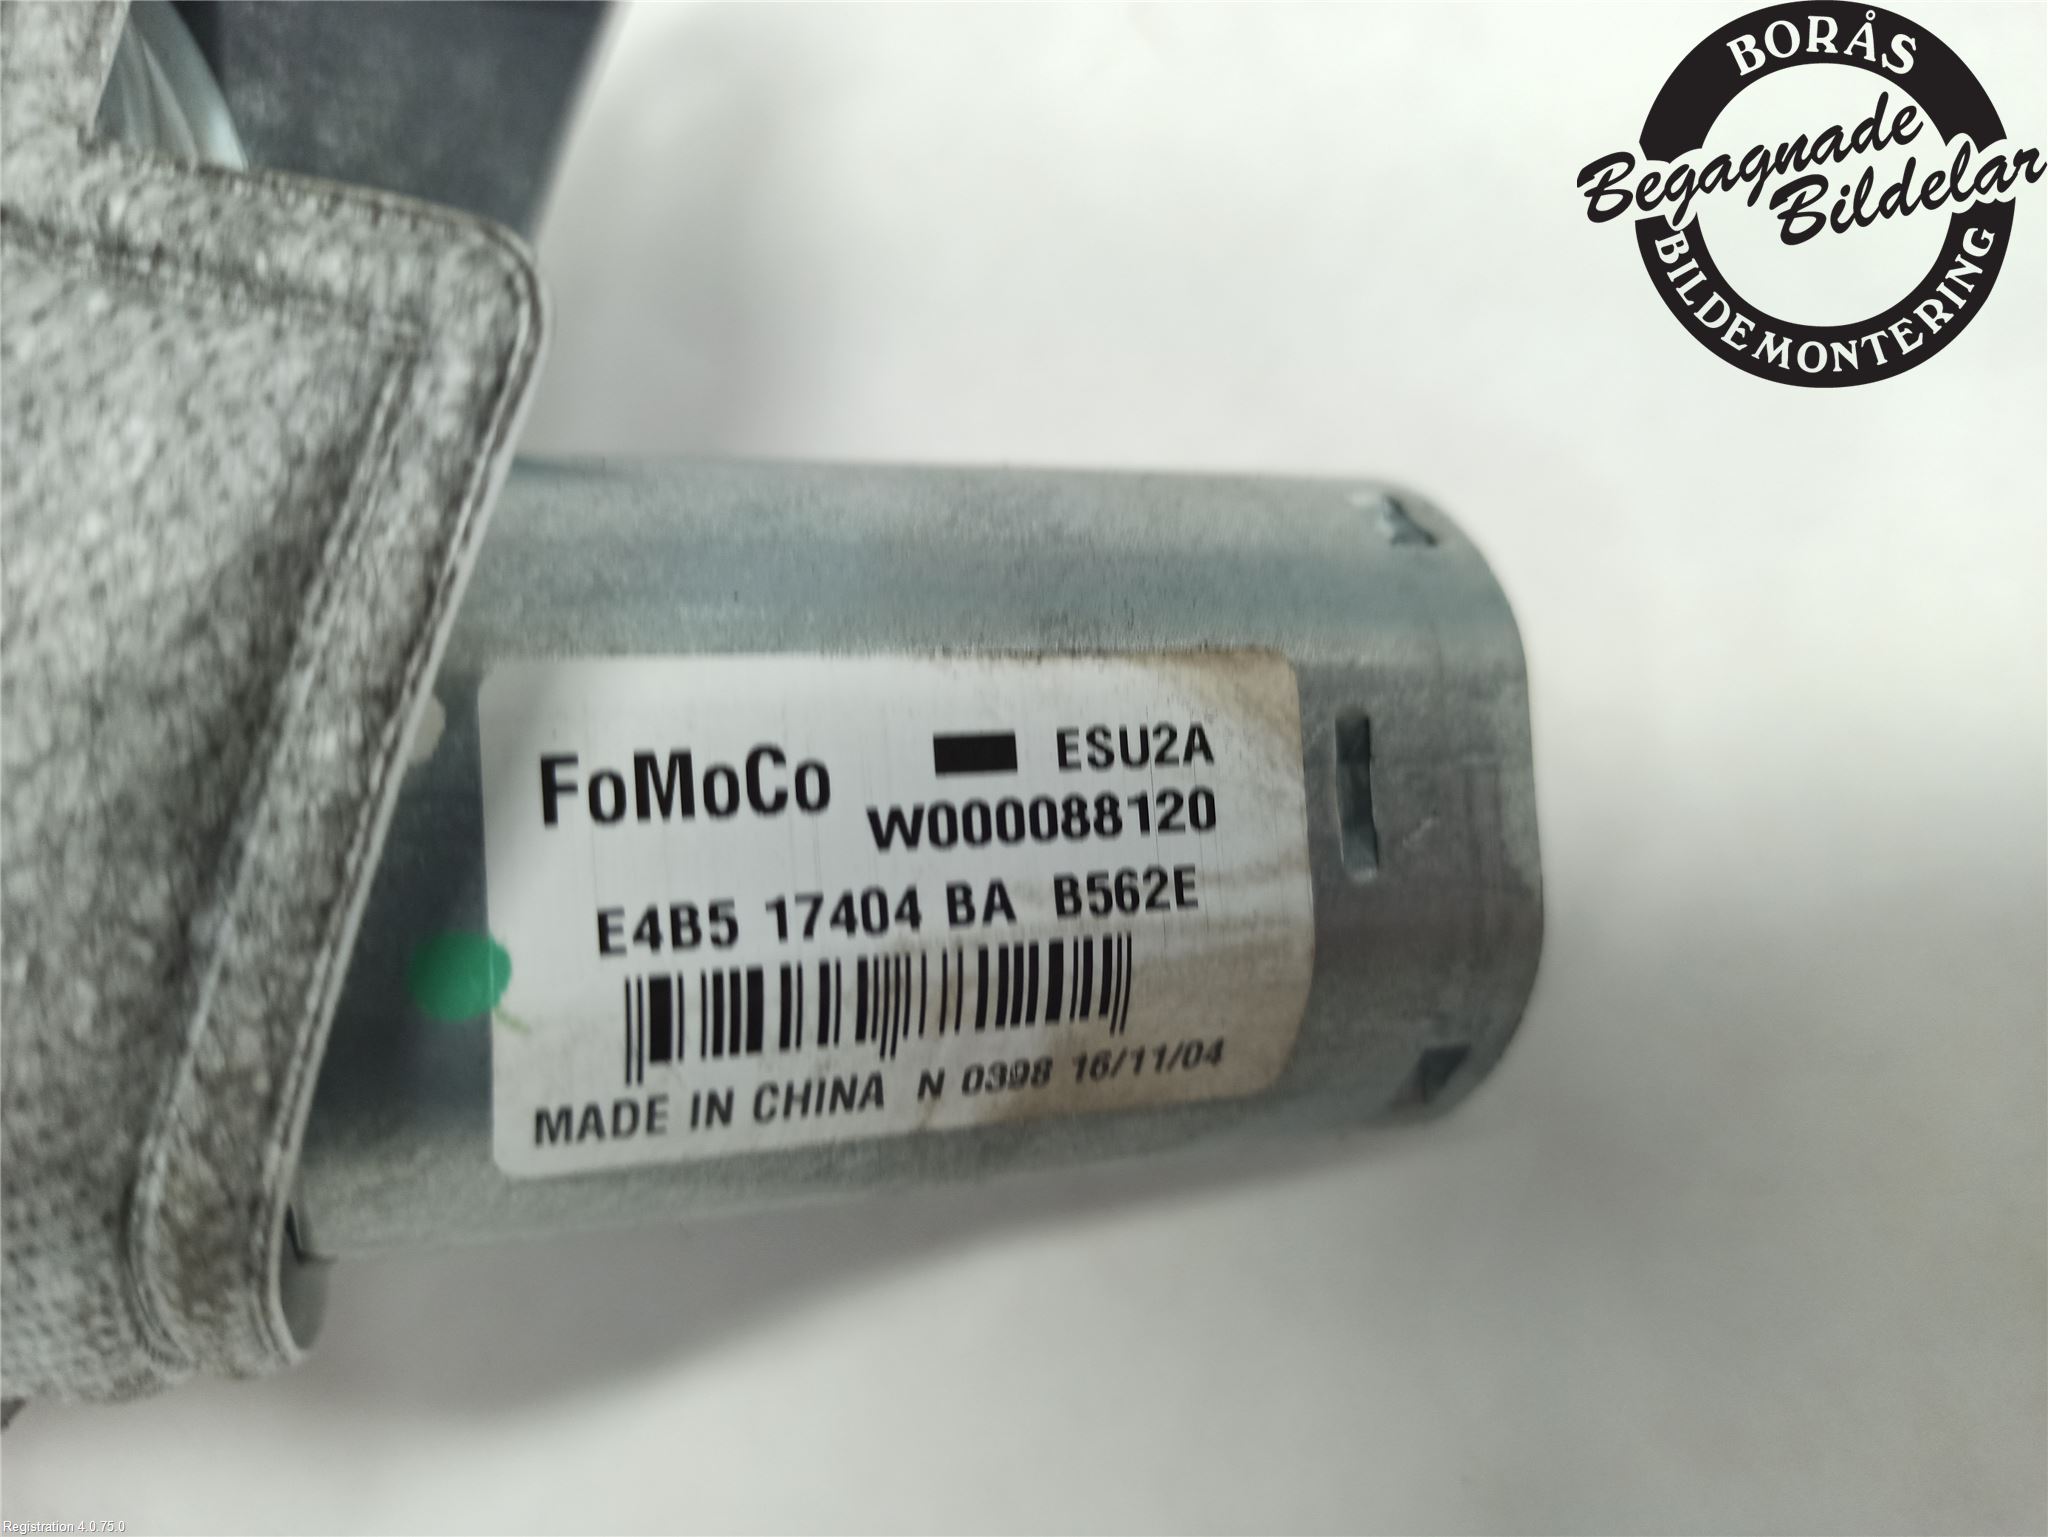 BORÅS
Begagnade
Bildelar
BILDEMONTERING
FoMoCo
ESU2A
W000088120
E4B5 17404 BA B562E
MADE IN CHINA N 0398 16/11/04
Registration 4.0.75.0